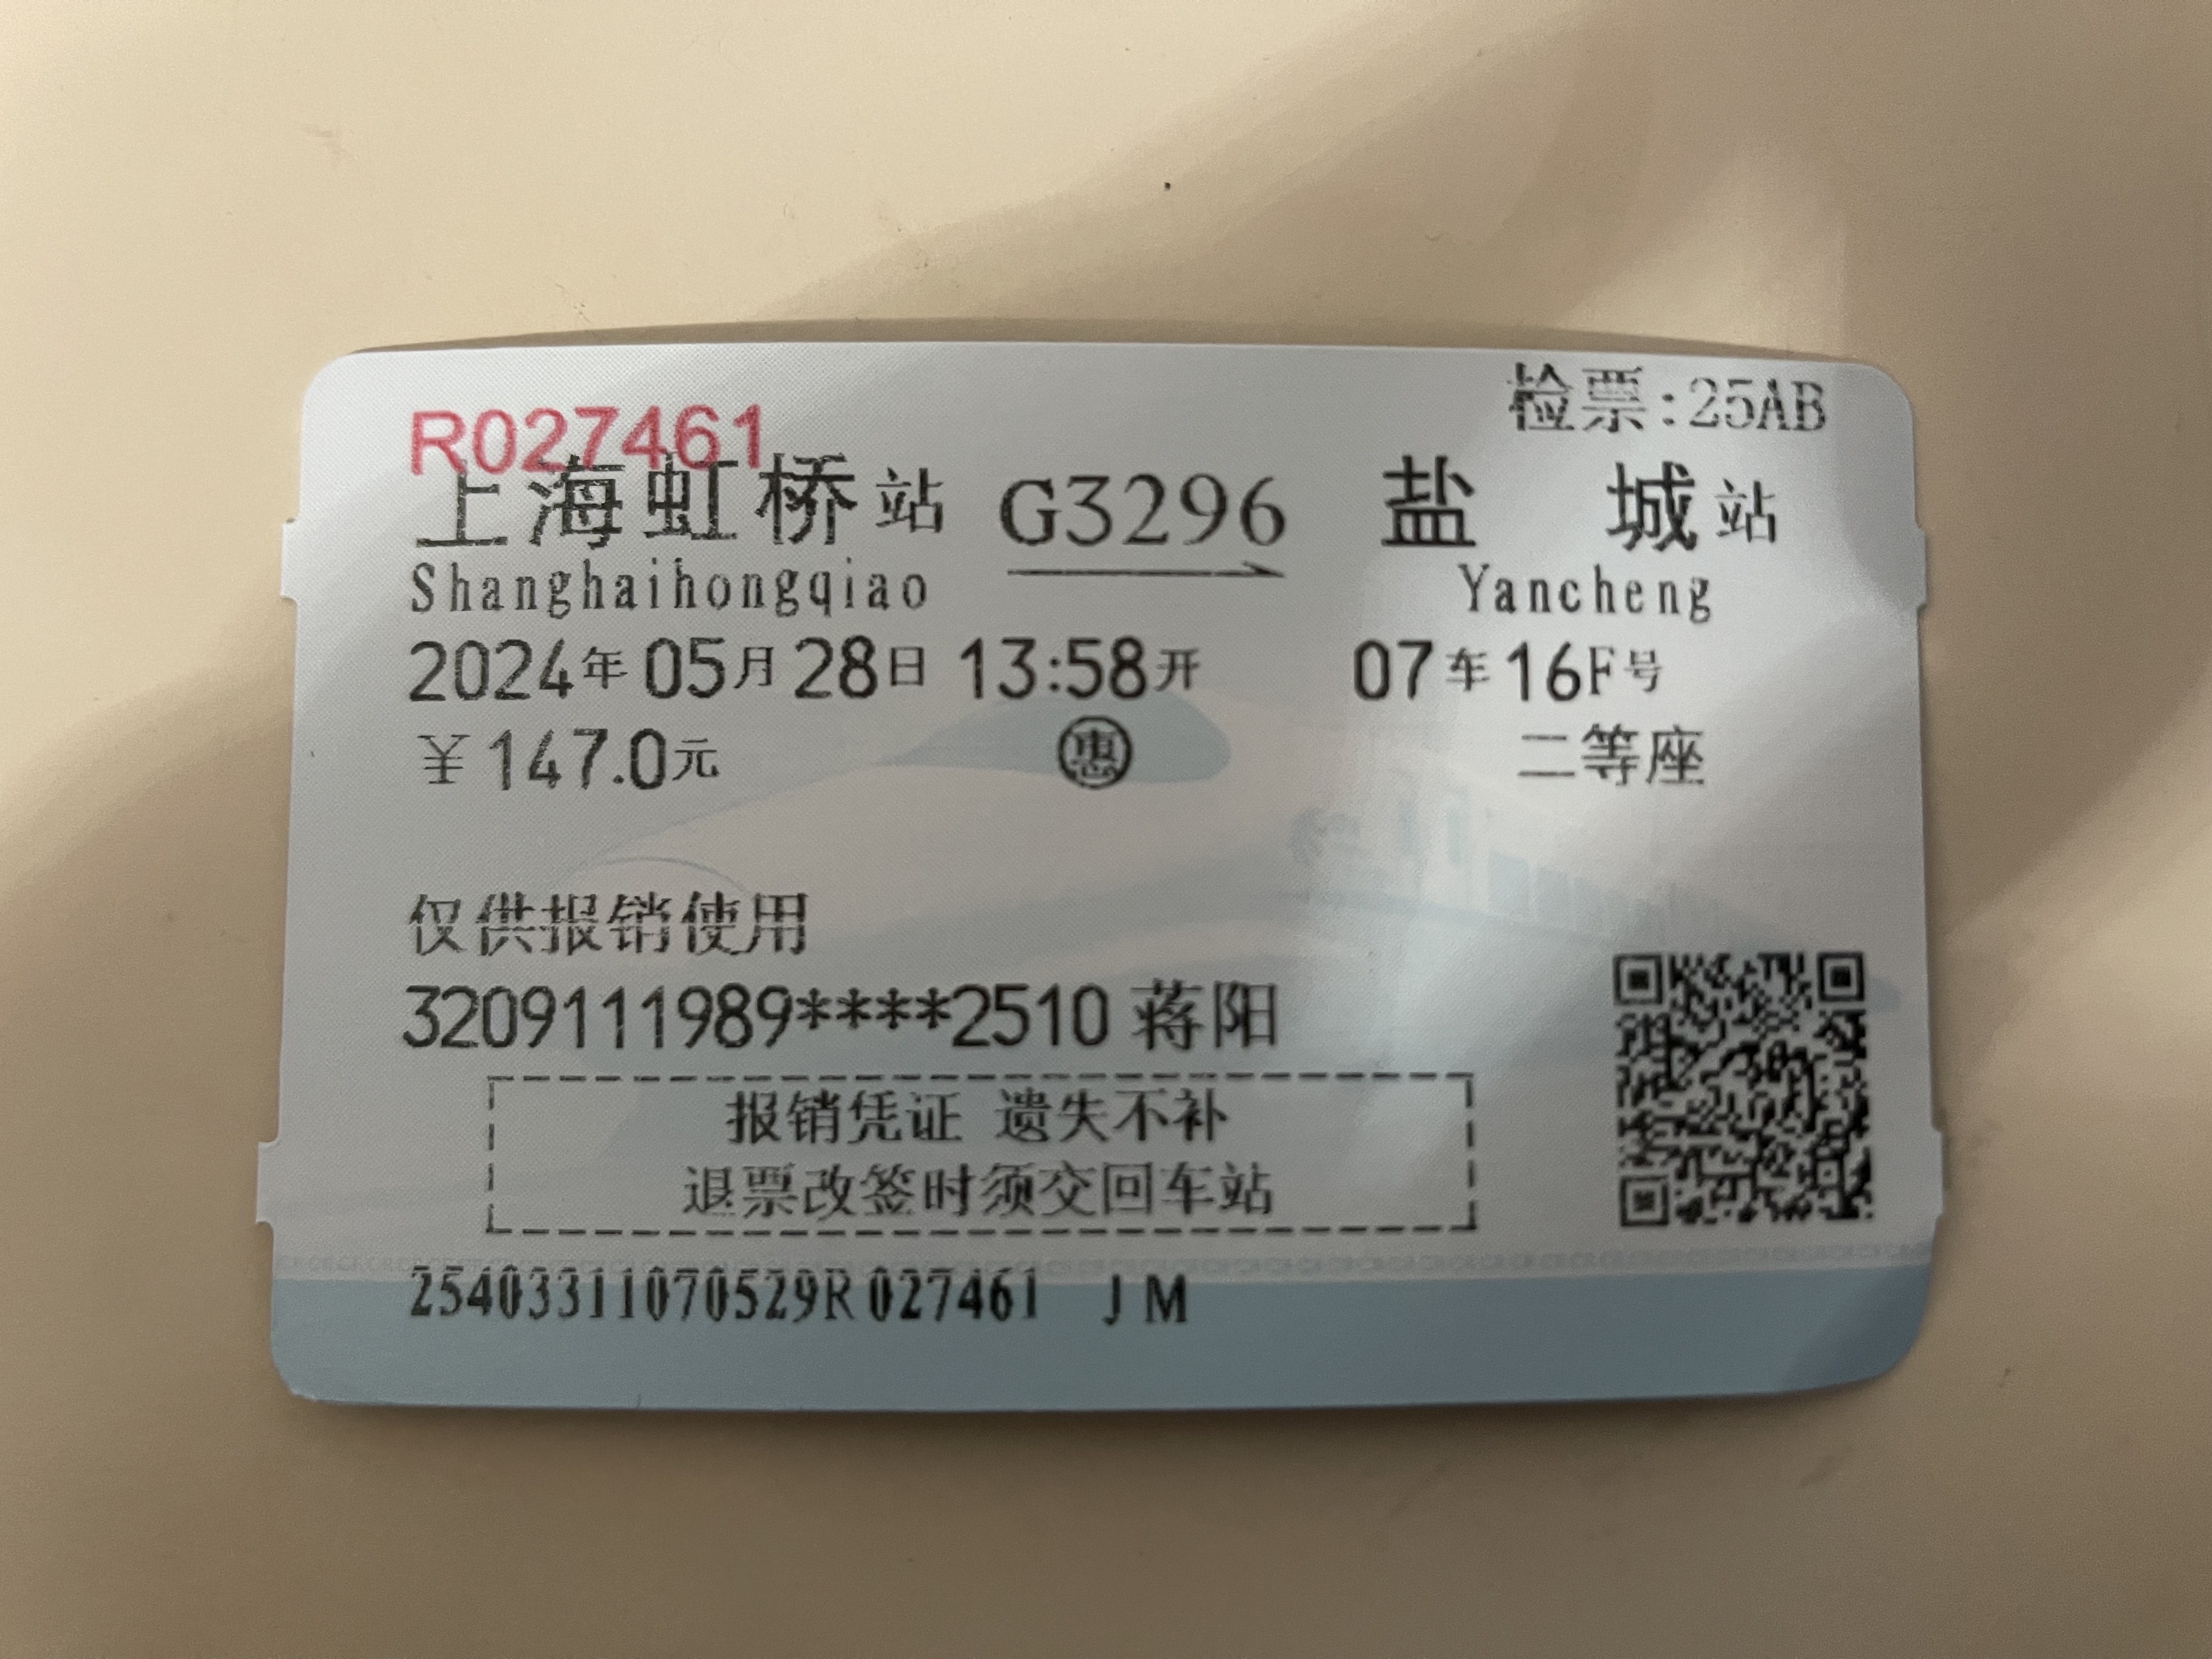 检票:25AB
R027461
上海虹桥站 G3296 盐城站
Shanghaihongqiao Yancheng
2024年05月28日 13:58开 07车16F号
￥147.0元 惠 二等座
仅供报销使用
3209111989****2510 蒋阳
报销凭证 遗失不补
退票改签时须交回车站
25403311070529R027461 JM